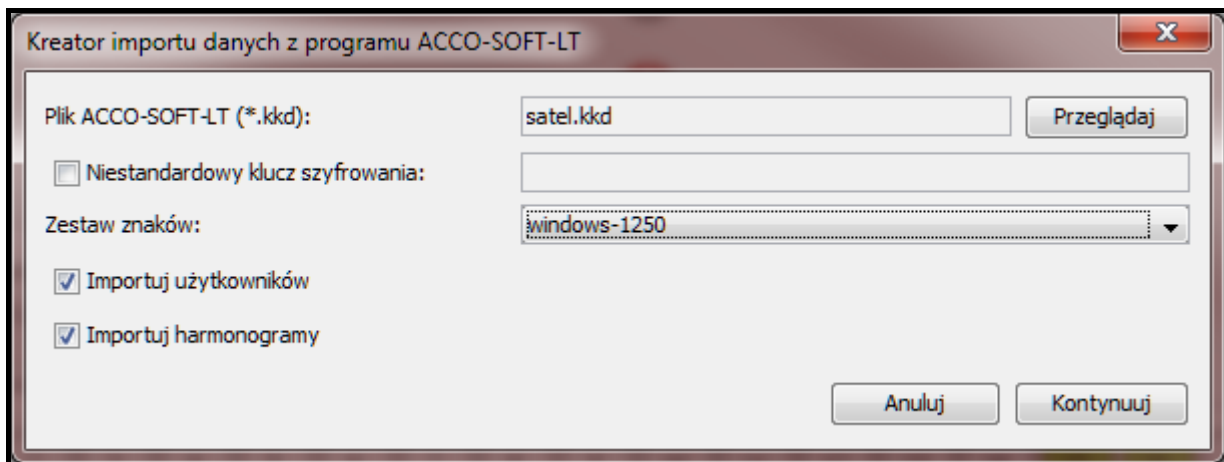 Kreator importu danych z programu ACCO-SOFT-LT
Plik ACCO-SOFT-LT (*.kkd): satel.kkd Przeglądaj
Niestandardowy klucz szyfrowania:
Zestaw znaków: windows-1250
Importuj użytkowników
Importuj harmonogramy
Anuluj Kontynuuj